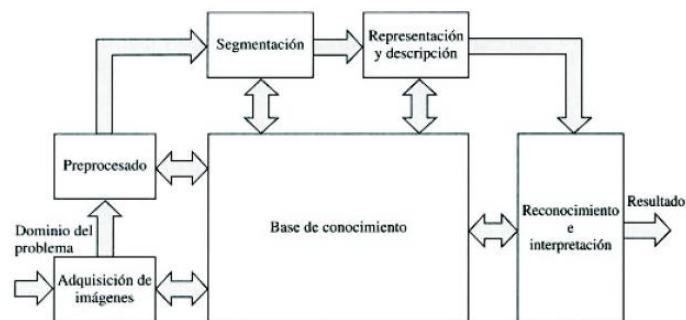 Segmentación
Representación
y descripción
Preprocesado
Base de conocimiento
Reconocimiento
e
interpretación
Resultado
Dominio del
problema
Adquisición de
imágenes